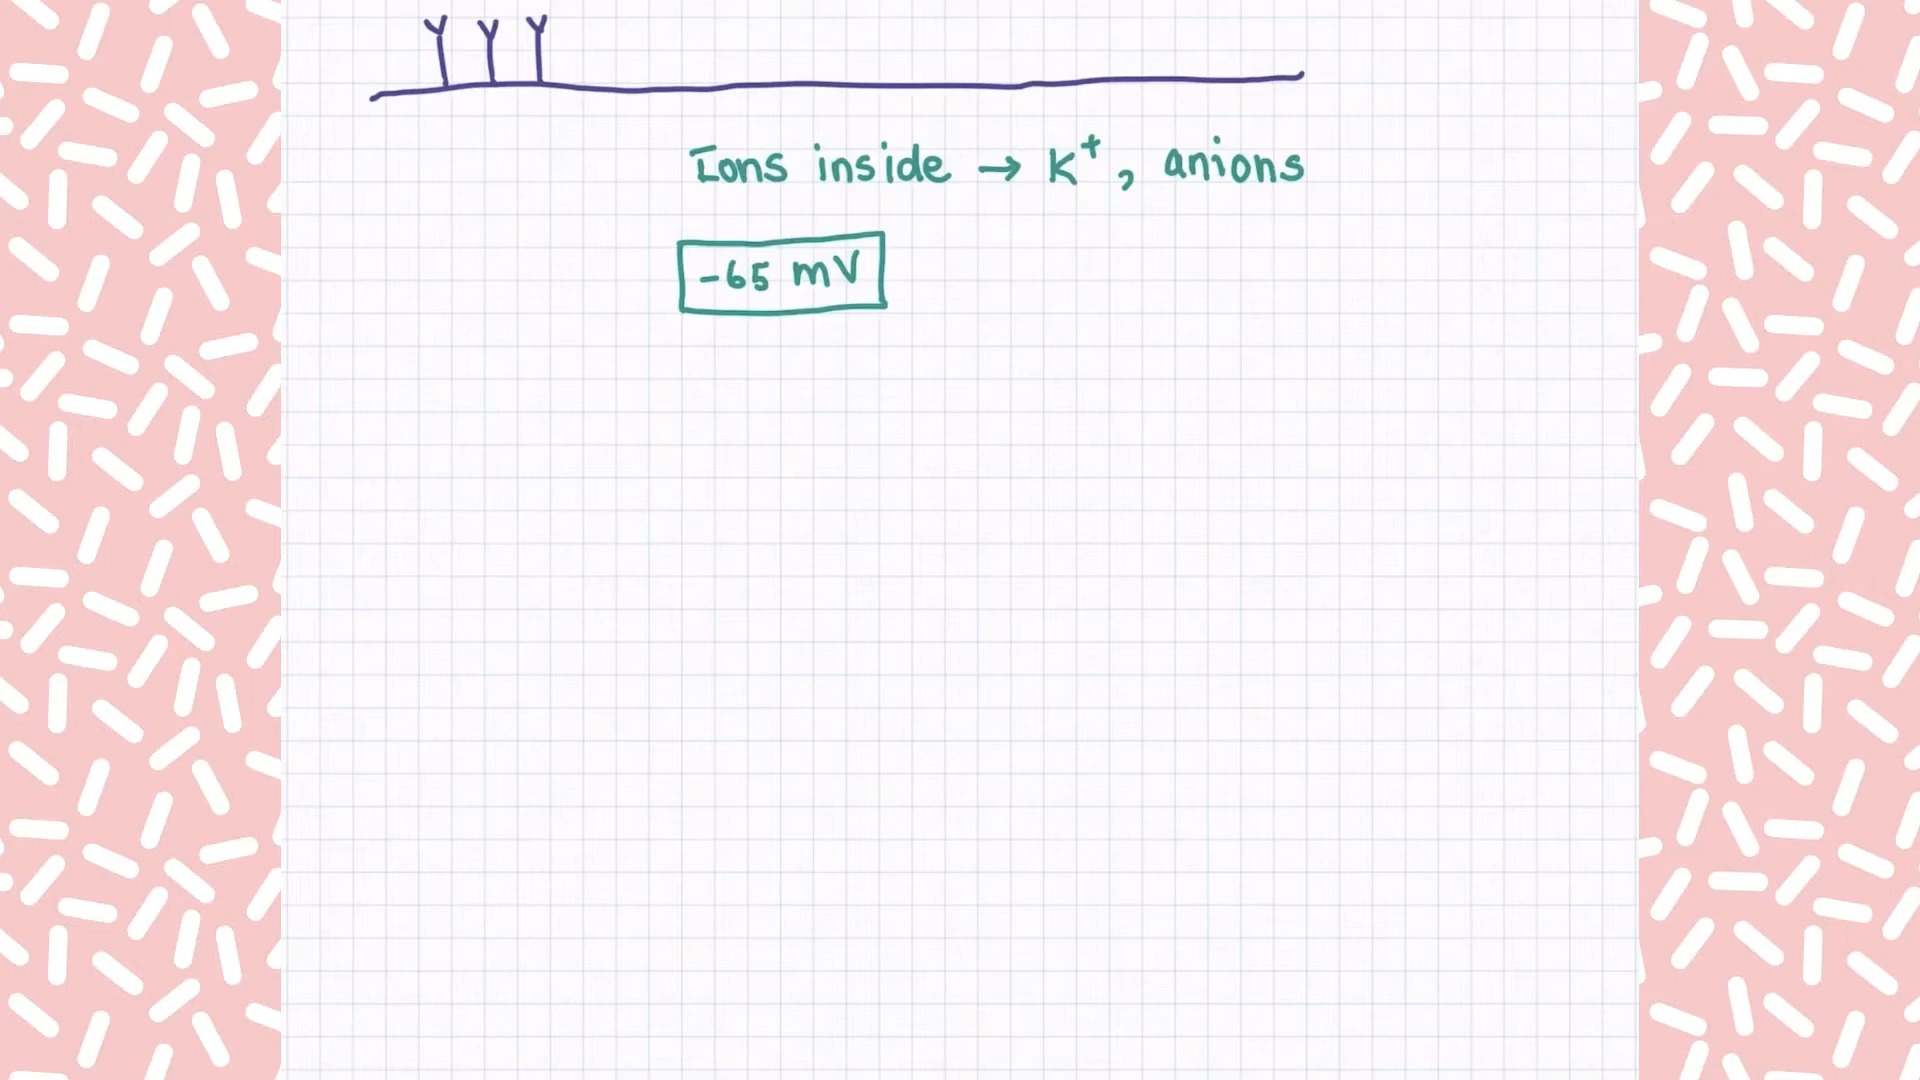 Ions inside → K⁺, anions
-65 mV